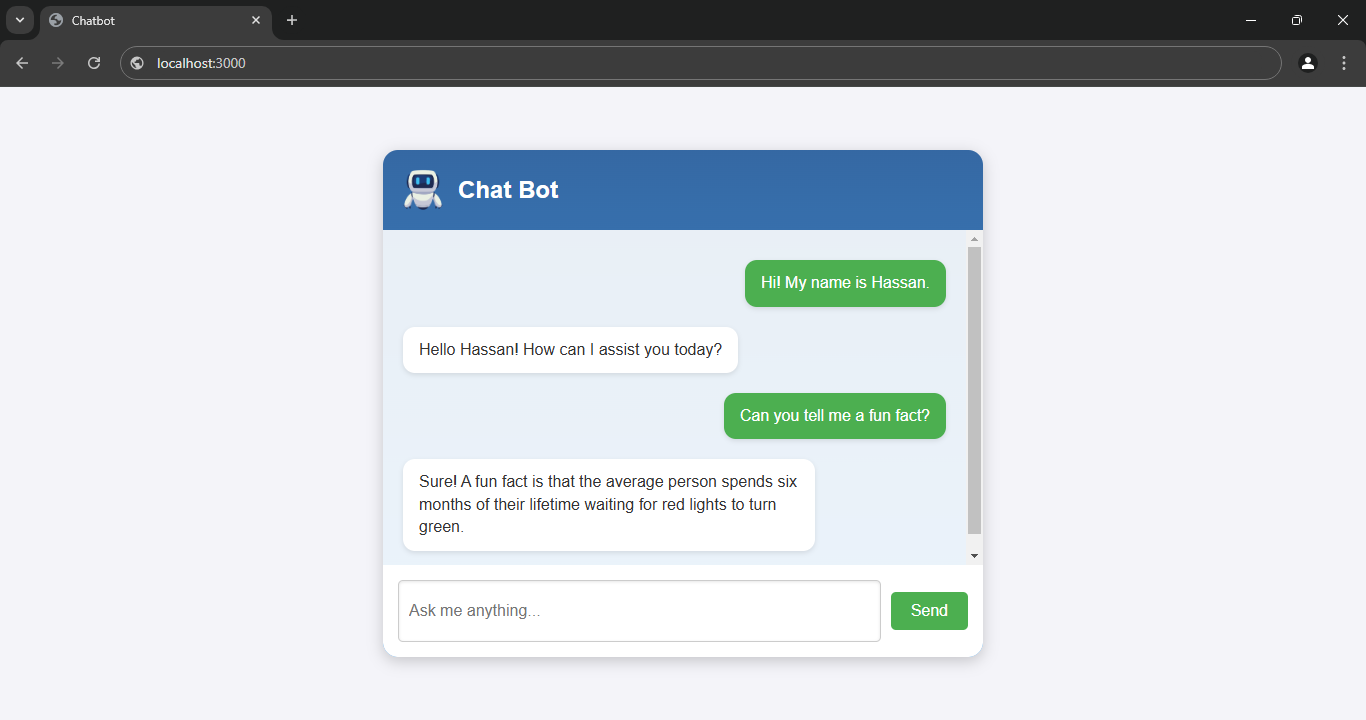 Chatbot
localhost:3000
Chat Bot
Hi! My name is Hassan.
Hello Hassan! How can I assist you today?
Can you tell me a fun fact?
Sure! A fun fact is that the average person spends six
months of their lifetime waiting for red lights to turn
green.
Ask me anything...
Send